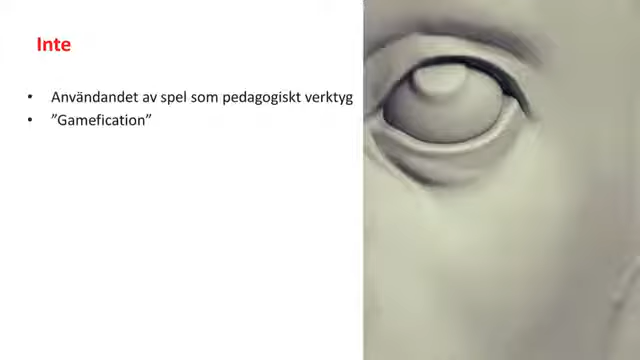 Inte
• Användandet av spel som pedagogiskt verktyg
• ”Gamefication”